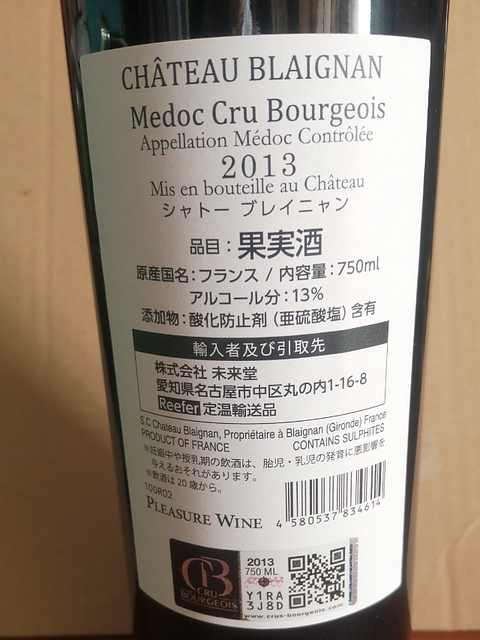 CHÂTEAU BLAIGNAN
Medoc Cru Bourgeois
Appellation Médoc Contrôlée
2013
Mis en bouteille au Château
シャトー ブレイニャン
品目：果実酒
原産国名：フランス / 内容量：750ml
アルコール分：13%
添加物：酸化防止剤（亜硫酸塩）含有
輸入者及び引取先
株式会社 未来堂
愛知県名古屋市中区丸の内1-16-8
Reefer 定温輸送品
S.C Chateau Blaignan, Propriétaire à Blaignan (Gironde) France
PRODUCT OF FRANCE CONTAINS SULPHITES
※妊娠中や授乳期の飲酒は、胎児・乳児の発育に悪影響を
与えるおそれがあります。
※飲酒は20歳から。
100R02
PLEASURE WINE
4 580537 834614
CB
CRU
BOURGEOIS
2013
750 ML
Y1RA
3J8D
www.crus-bourgeois.com